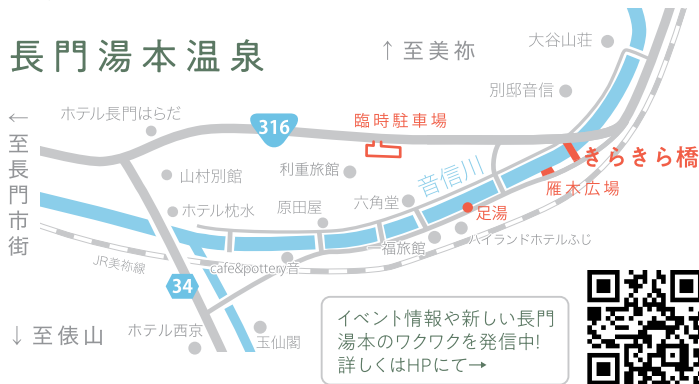 長門湯本温泉
↑至美祢
大谷山荘
別邸音信
ホテル長門はらだ
316
臨時駐車場
きらきら橋
←至長門市街
山村別館
利重旅館
音信川
雁木広場
ホテル枕水
原田屋
六角堂
足湯
一福旅館
ハイランドホテルふじ
JR美祢線
cafe&pottery音
34
↓至俵山
ホテル西京
玉仙閣
イベント情報や新しい長門
湯本のワクワクを発信中!
詳しくはHPにて→